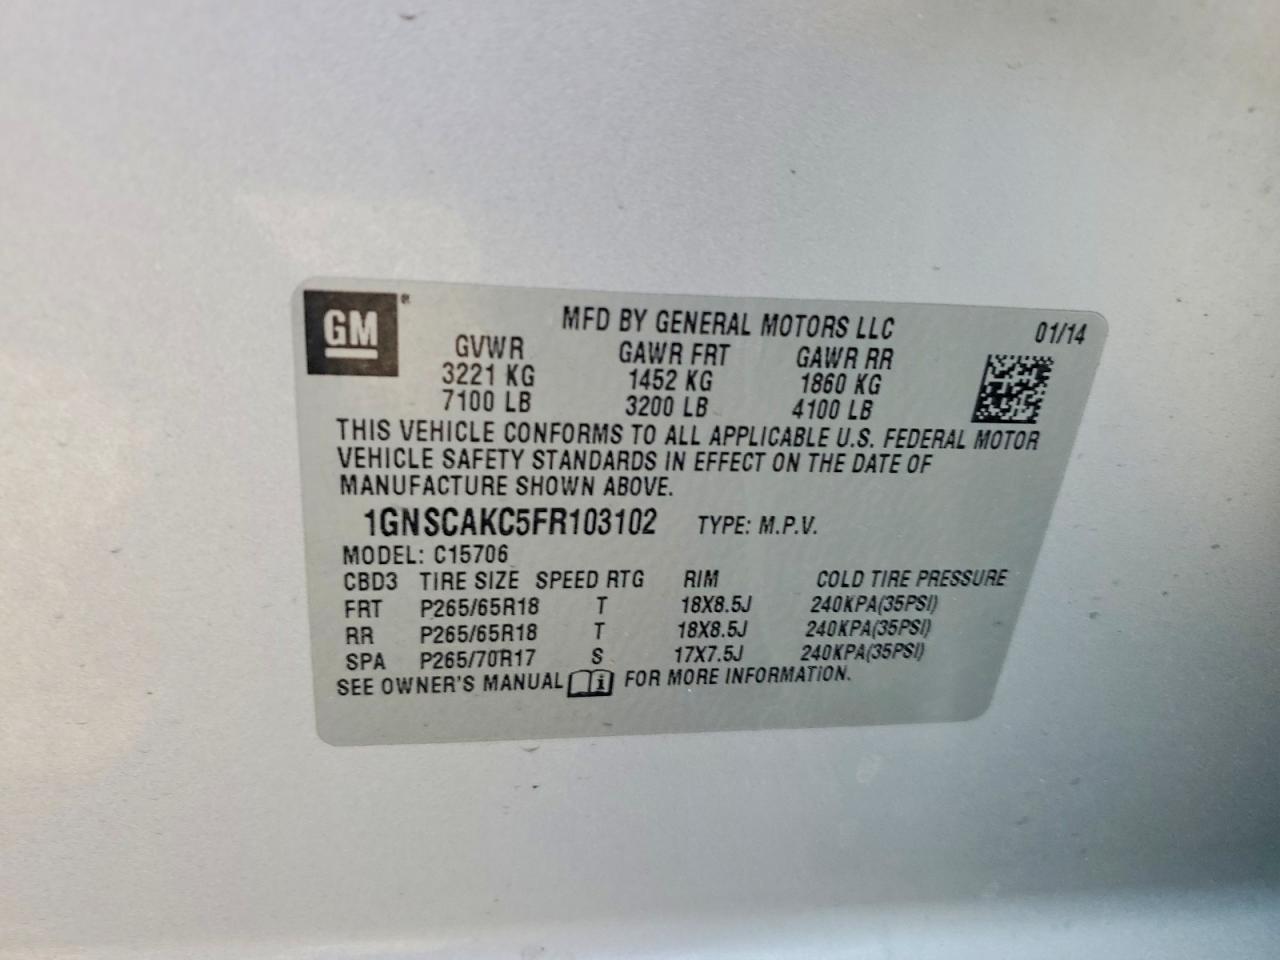 GM®
MFD BY GENERAL MOTORS LLC 01/14
GVWR GAWR FRT GAWR RR
3221 KG 1452 KG 1860 KG
7100 LB 3200 LB 4100 LB
THIS VEHICLE CONFORMS TO ALL APPLICABLE U.S. FEDERAL MOTOR
VEHICLE SAFETY STANDARDS IN EFFECT ON THE DATE OF
MANUFACTURE SHOWN ABOVE.
1GNSCAKC5FR103102 TYPE: M.P.V.
MODEL: C15706
CBD3 TIRE SIZE SPEED RTG RIM COLD TIRE PRESSURE
FRT P265/65R18 T 18X8.5J 240KPA(35PSI)
RR P265/65R18 T 18X8.5J 240KPA(35PSI)
SPA P265/70R17 S 17X7.5J 240KPA(35PSI)
SEE OWNER'S MANUAL i FOR MORE INFORMATION.